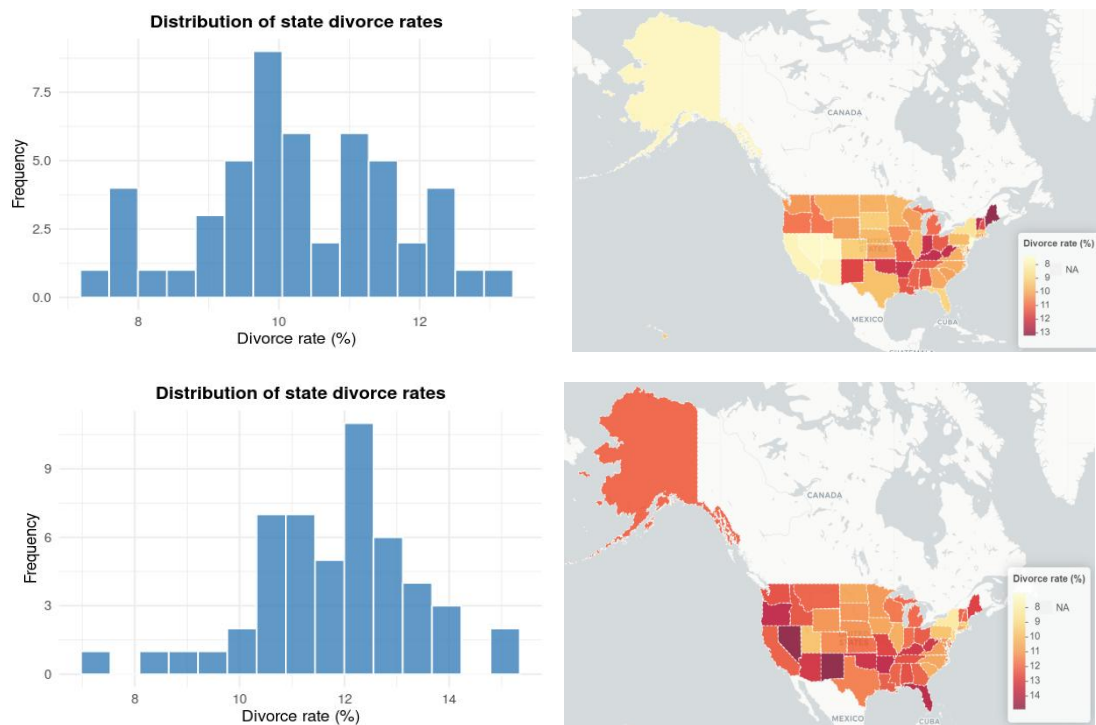 Distribution of state divorce rates
7.5
5.0
2.5
0.0
Frequency
8
10
12
Divorce rate (%)
CANADA
STATES
MEXICO
CUBA
GUATEMALA
Divorce rate (%)
8
NA
9
10
11
12
13
Distribution of state divorce rates
9
6
3
0
Frequency
8
10
12
14
Divorce rate (%)
CANADA
STATES
MEXICO
CUBA
Divorce rate (%)
8
NA
9
10
11
12
13
14